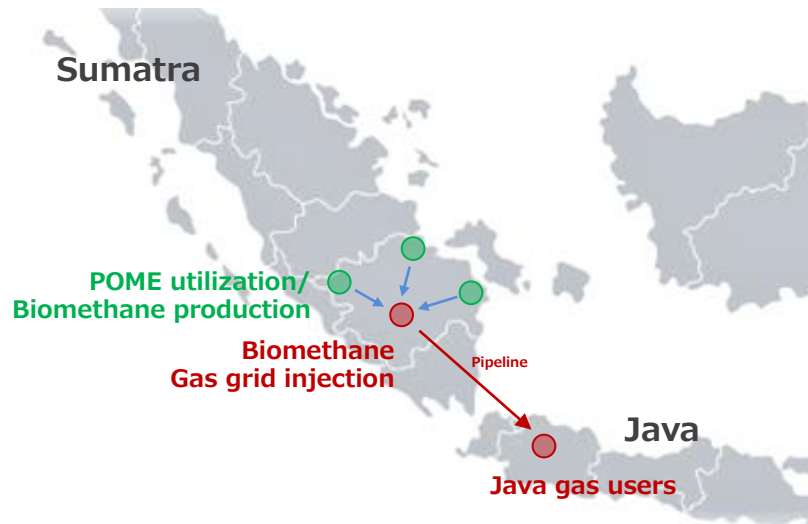 Sumatra
POME utilization/
Biomethane production
Biomethane
Gas grid injection
Pipeline
Java
Java gas users